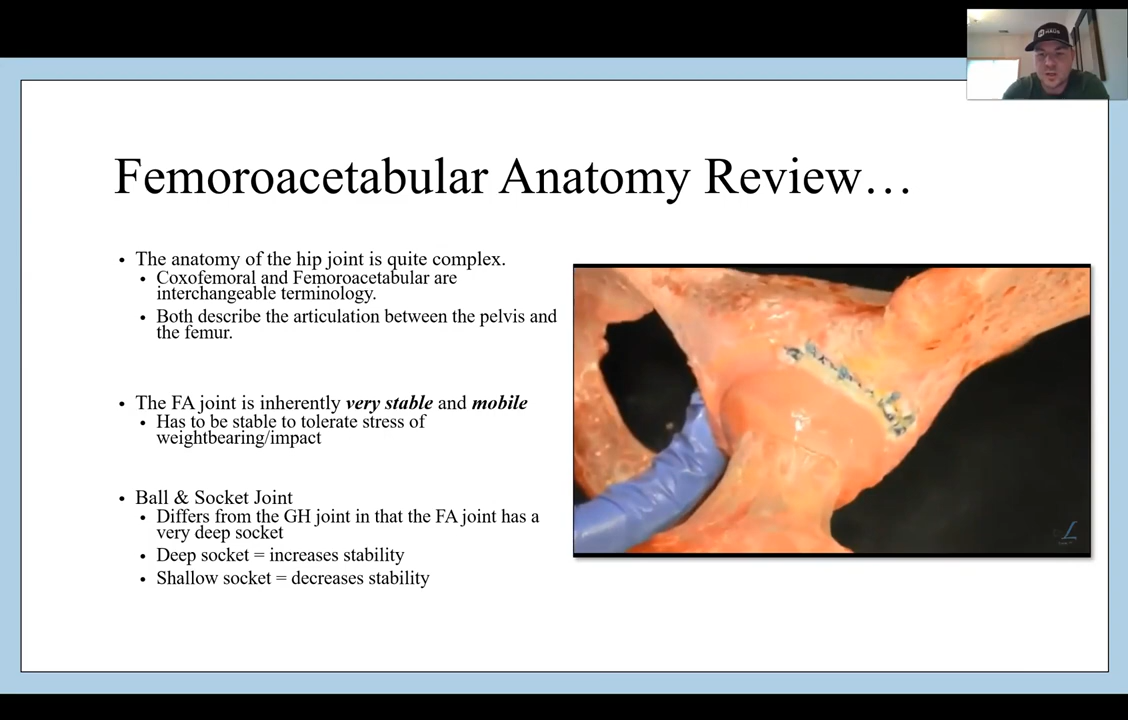 Femoroacetabular Anatomy Review…
• The anatomy of the hip joint is quite complex.
• Coxofemoral and Femoroacetabular are
interchangeable terminology.
• Both describe the articulation between the pelvis and
the femur.
• The FA joint is inherently very stable and mobile
• Has to be stable to tolerate stress of
weightbearing/impact
• Ball & Socket Joint
• Differs from the GH joint in that the FA joint has a
very deep socket
• Deep socket = increases stability
• Shallow socket = decreases stability